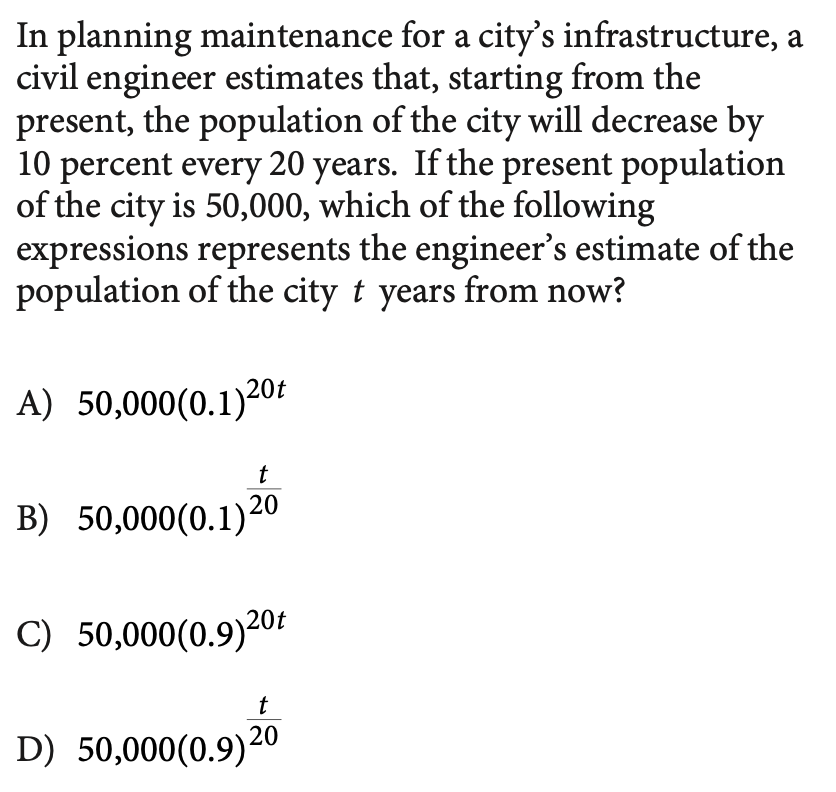 In planning maintenance for a city’s infrastructure, a
civil engineer estimates that, starting from the
present, the population of the city will decrease by
10 percent every 20 years.  If the present population
of the city is 50,000, which of the following
expressions represents the engineer’s estimate of the
population of the city t years from now?
A) 50,000(0.1)^{20t}
B) 50,000(0.1)^{\frac{t}{20}}
C) 50,000(0.9)^{20t}
D) 50,000(0.9)^{\frac{t}{20}}